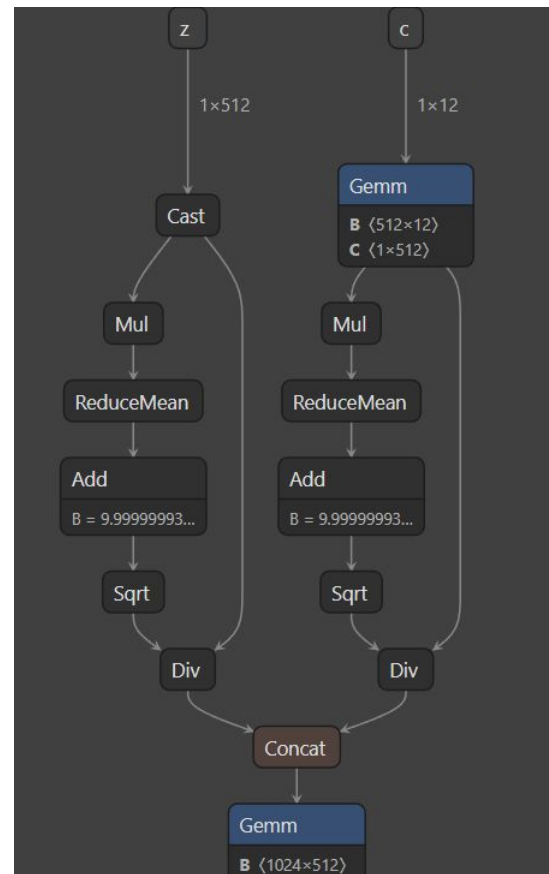 z
c
1×512
1×12
Gemm
B ⟨512×12⟩
C ⟨1×512⟩
Cast
Mul
Mul
ReduceMean
ReduceMean
Add
B = 9.99999993...
Add
B = 9.99999993...
Sqrt
Sqrt
Div
Div
Concat
Gemm
B ⟨1024×512⟩